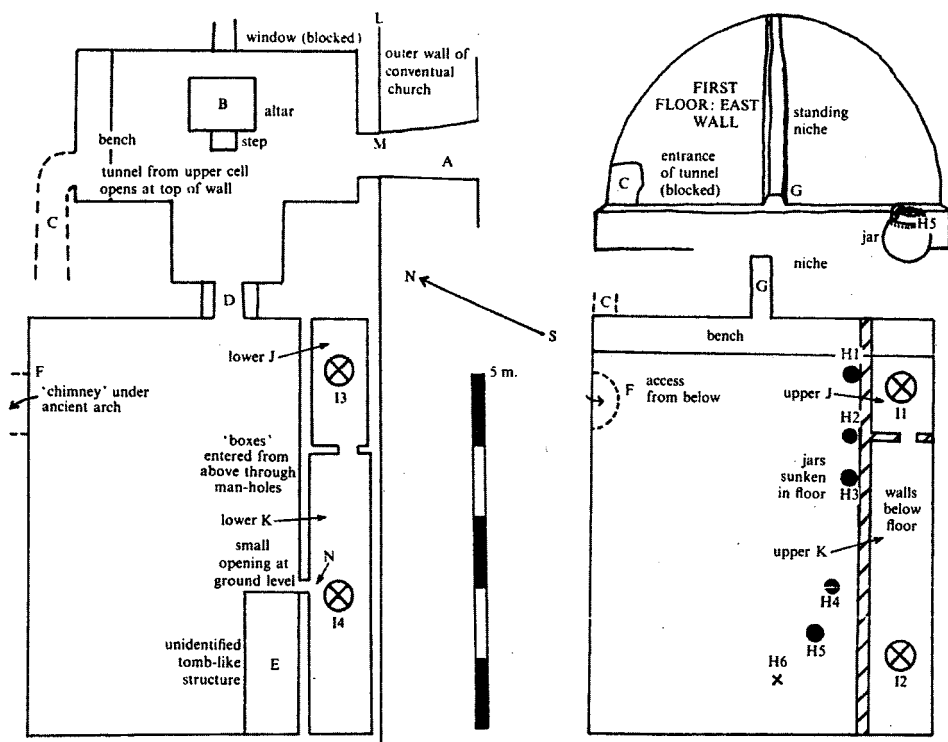 L
window (blocked)
outer wall of
conventual
church
B
altar
step
bench
M
A
tunnel from upper cell
opens at top of wall
C
D
N
S
F
'chimney' under
ancient arch
lower J
I3
5 m.
'boxes'
entered from
above through
man-holes
lower K
small
opening at
ground level
N
I4
unidentified
tomb-like
structure
E
FIRST
FLOOR: EAST
WALL
standing
niche
entrance
of tunnel
(blocked)
C
G
H5
jar
niche
G
C
bench
H1
F
access
from below
upper J
I1
H2
jars
sunken
in floor
H3
walls
below
floor
upper K
H4
H5
H6
I2